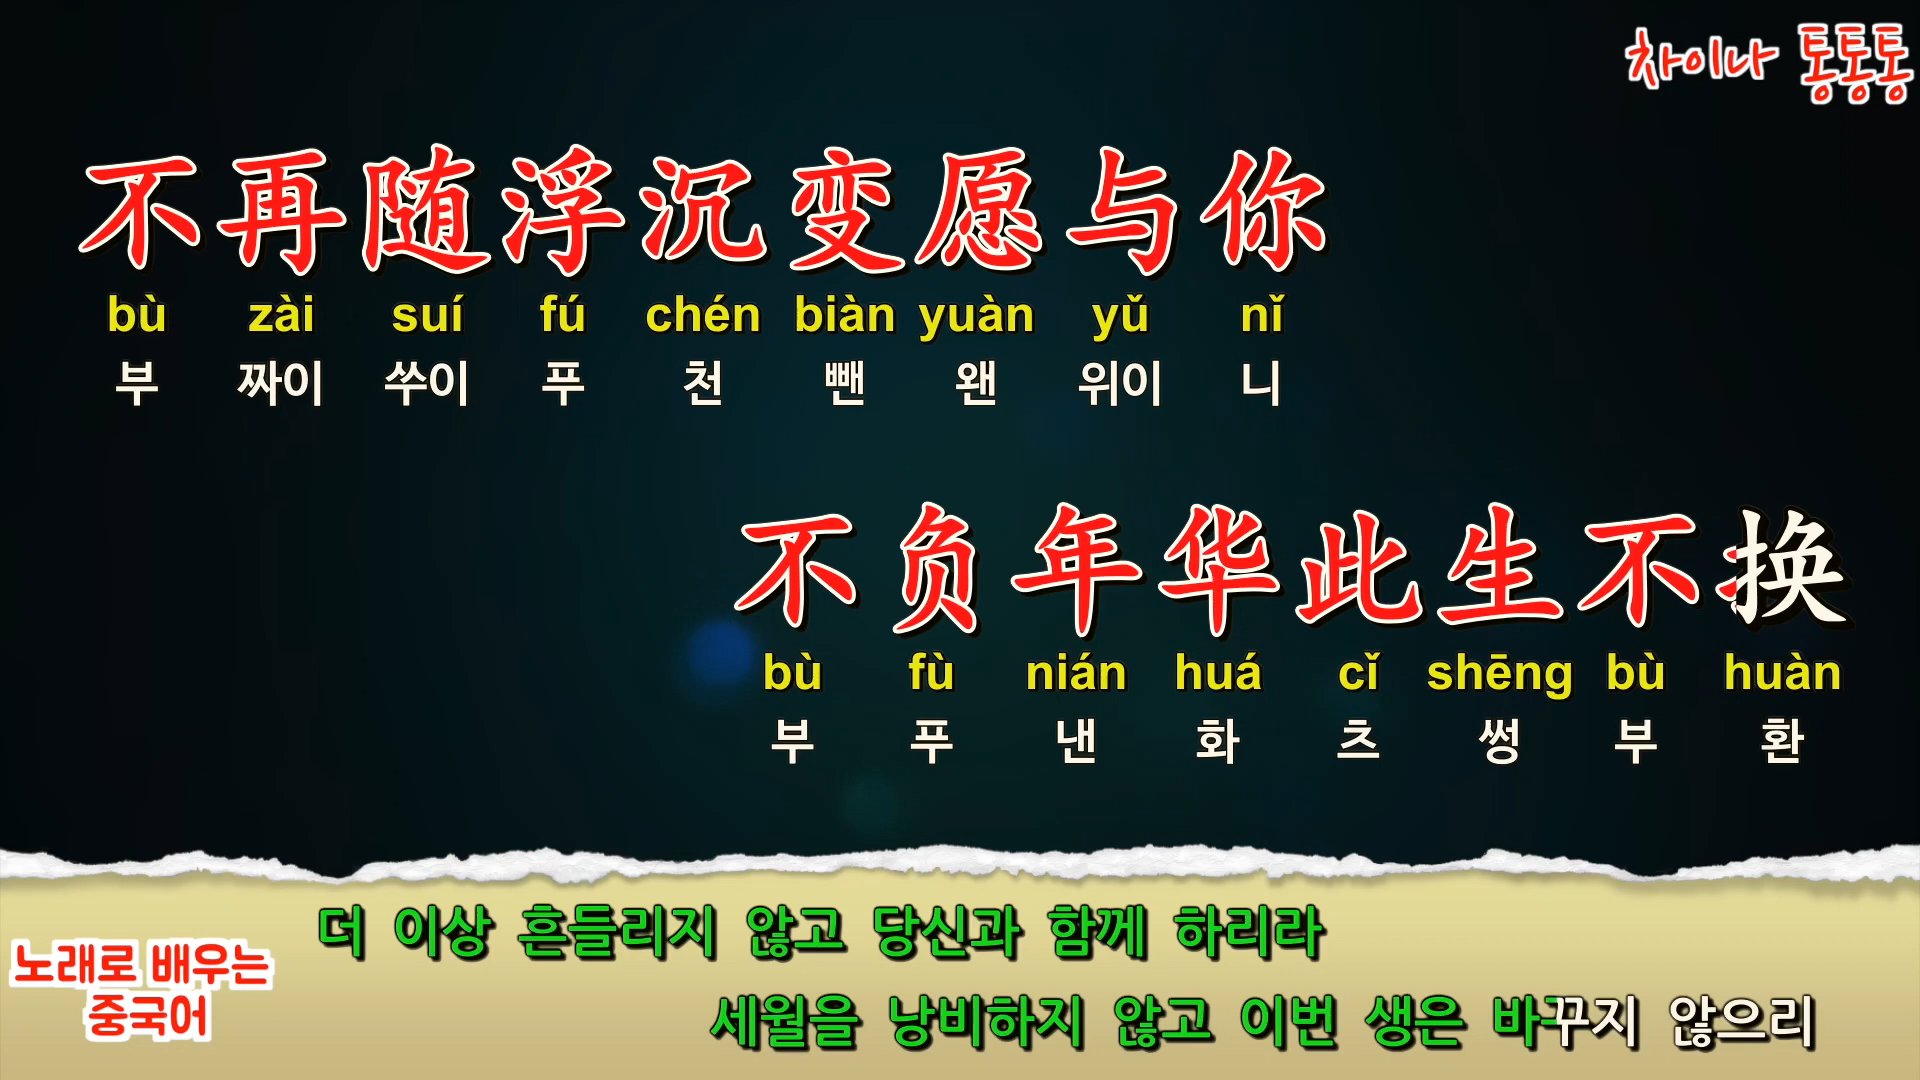 차이나 통통통
不再随浮沉变愿与你
bù zài suí fú chén biàn yuàn yǔ nǐ
부 짜이 쑤이 푸 천 삔 왠 위이 니
不负年华此生不换
bù fù nián huá cǐ shēng bù huàn
부 푸 낸 화 츠 썽 부 환
더 이상 흔들리지 않고 당신과 함께 하리라
세월을 낭비하지 않고 이번 생은 바꾸지 않으리
노래로 배우는
중국어